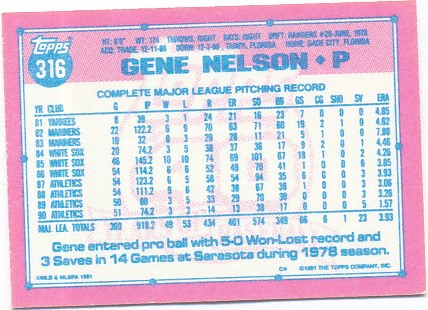 Topps
316
HT: 6'0" WT: 174 THROWS: RIGHT BATS: RIGHT DRAFT: RANGERS #29-JUNE, 1978
ACQ: TRADE, 12-11-86 BORN: 12-3-60, TAMPA, FLORIDA HOME: DADE CITY, FLORIDA
GENE NELSON • P
COMPLETE MAJOR LEAGUE PITCHING RECORD
YR CLUB G IP W L R ER SO BB GS CG SHO SV ERA
81 YANKEES 8 39 3 1 24 21 16 23 7 0 0 0 4.85
82 MARINERS 22 122.2 6 9 70 63 71 60 19 2 1 0 4.62
83 MARINERS 10 32 0 3 29 28 11 21 5 1 0 0 7.88
84 WHITE SOX 20 74.2 3 5 38 37 36 17 9 2 0 1 4.46
85 WHITE SOX 46 145.2 10 10 74 69 101 67 18 1 0 2 4.26
86 WHITE SOX 54 114.2 6 6 52 49 70 41 1 0 0 6 3.85
87 ATHLETICS 54 123.2 6 5 58 54 94 35 6 0 0 3 3.93
88 ATHLETICS 54 111.2 9 6 42 38 67 38 1 0 0 3 3.06
89 ATHLETICS 50 80 3 5 33 29 70 30 0 0 0 3 3.26
90 ATHLETICS 51 74.2 3 3 14 13 38 17 0 0 0 5 1.57
MAJ. LEA. TOTALS 369 918.2 49 53 434 401 574 349 66 6 1 23 3.93
Gene entered pro ball with 5-0 Won-Lost record and
3 Saves in 14 Games at Sarasota during 1978 season.
©MLB & MLBPA 1991 C* ©1991 THE TOPPS COMPANY, INC.